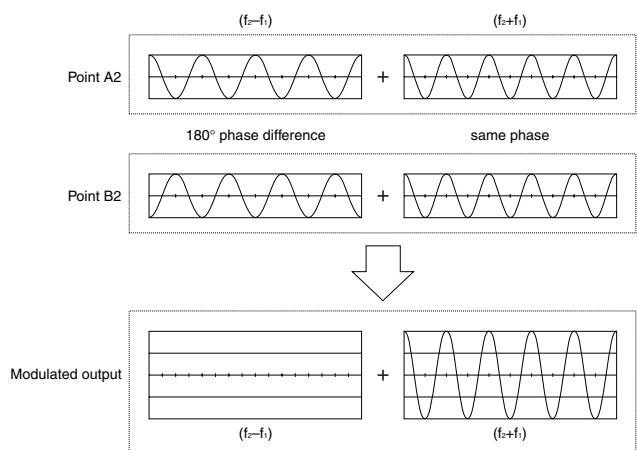 (f₂–f₁) (f₂+f₁)
Point A2 +
180° phase difference same phase
Point B2 +
Modulated output +
(f₂–f₁) (f₂+f₁)